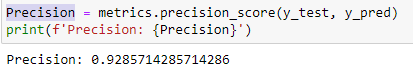 Precision = metrics.precision_score(y_test, y_pred)
print(f'Precision: {Precision}')
Precision: 0.9285714285714286